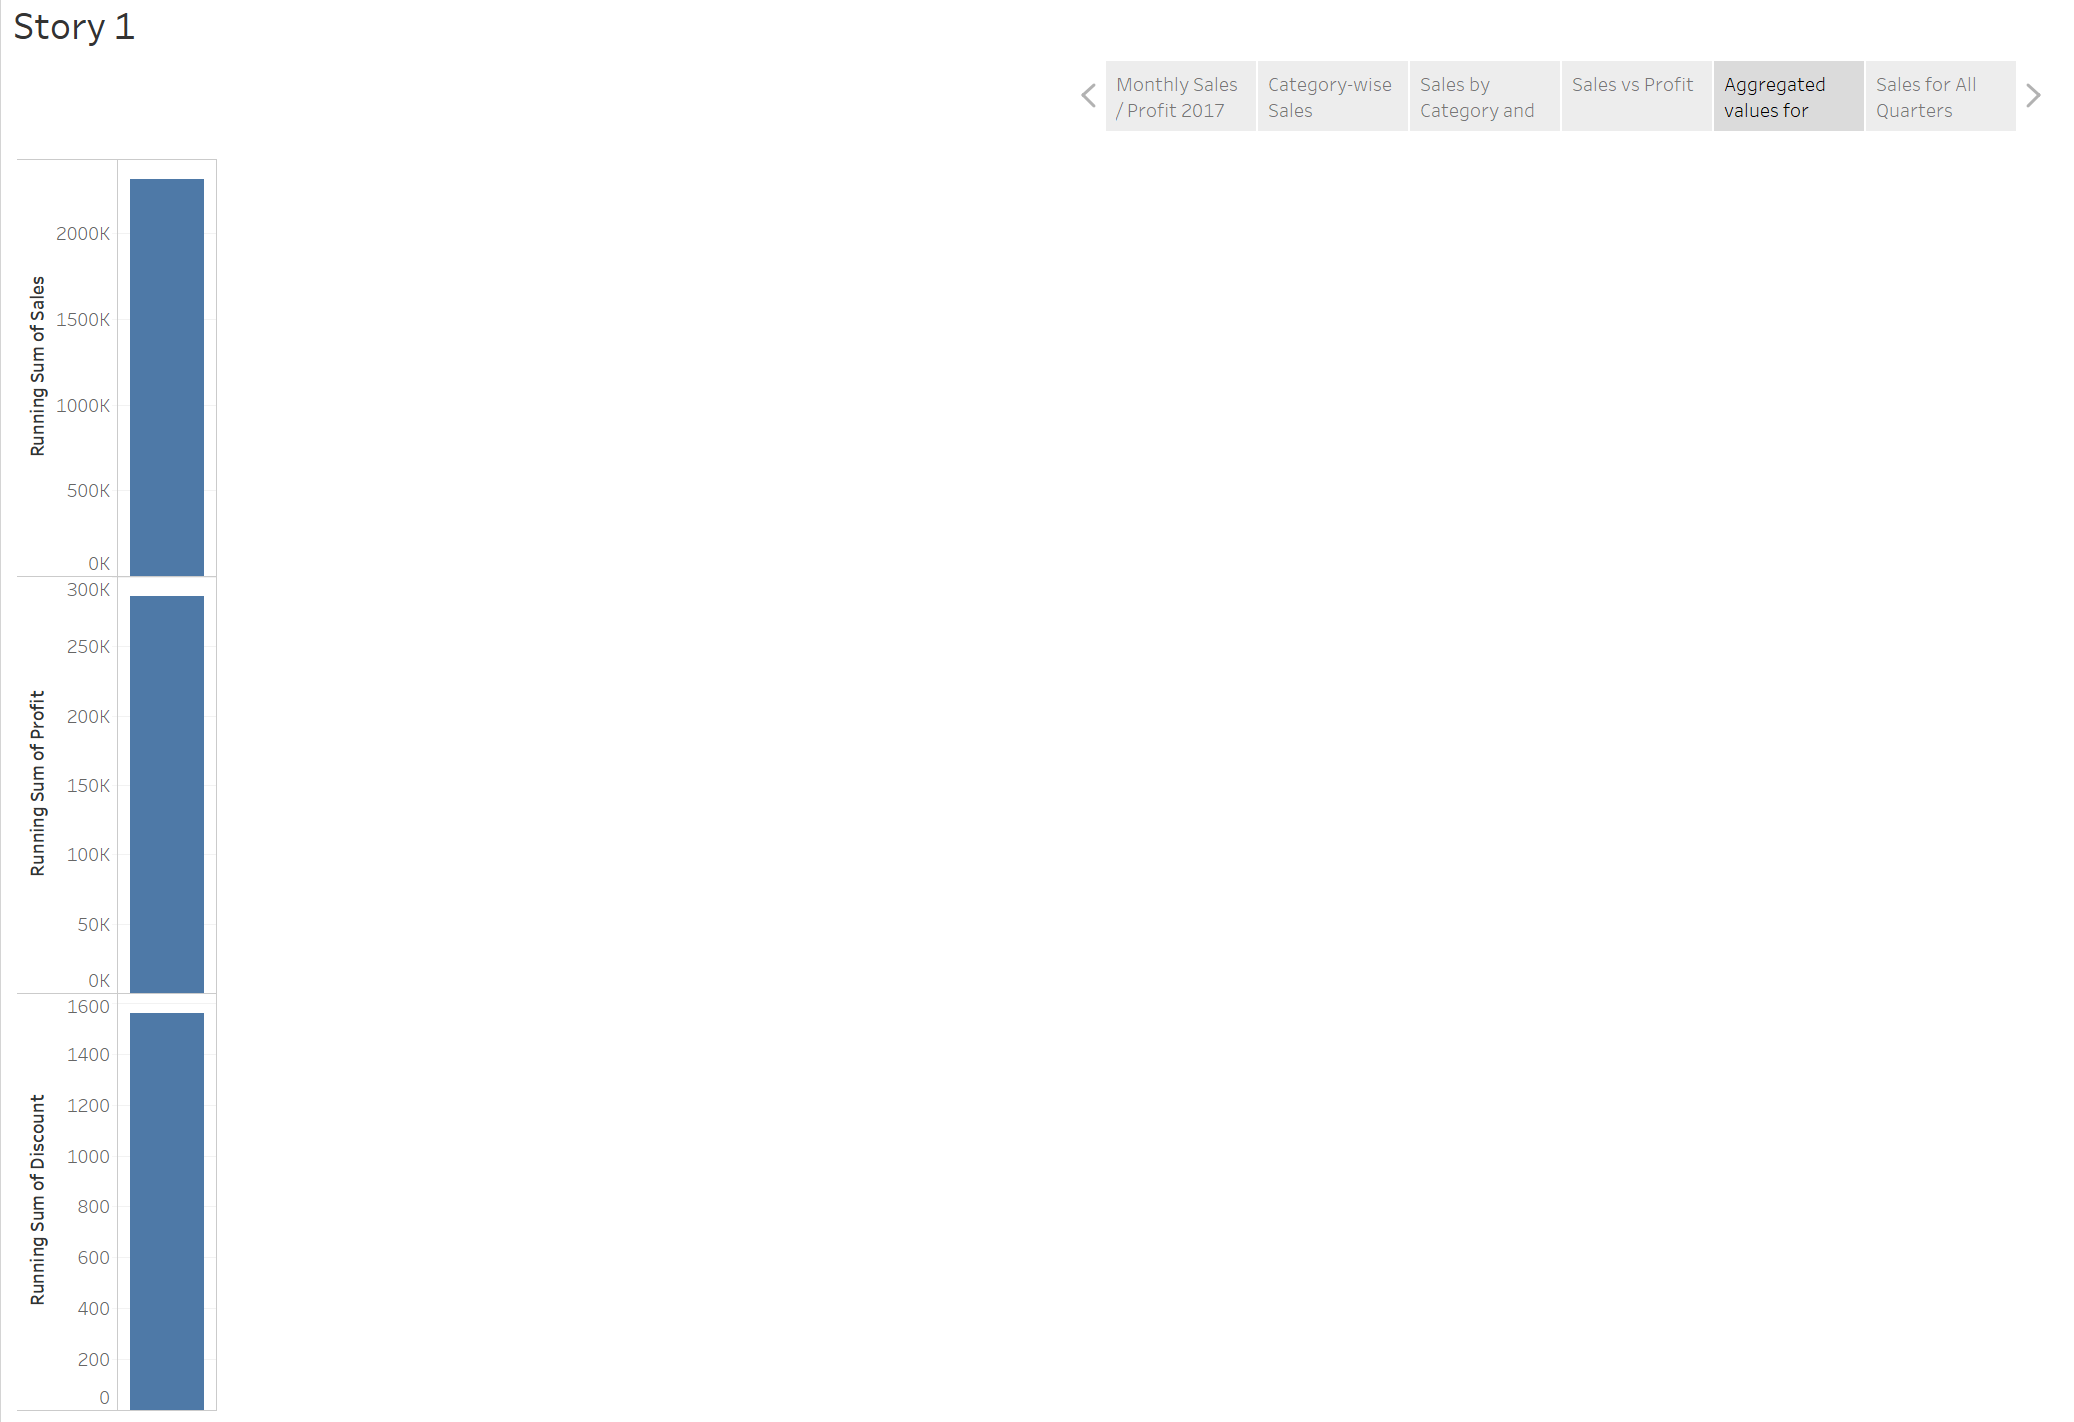 Story 1
Monthly Sales
/ Profit 2017
Category-wise
Sales
Sales by
Category and
Sales vs Profit
Aggregated
values for
Sales for All
Quarters
Running Sum of Sales
2000K
1500K
1000K
500K
0K
Running Sum of Profit
300K
250K
200K
150K
100K
50K
0K
Running Sum of Discount
1600
1400
1200
1000
800
600
400
200
0